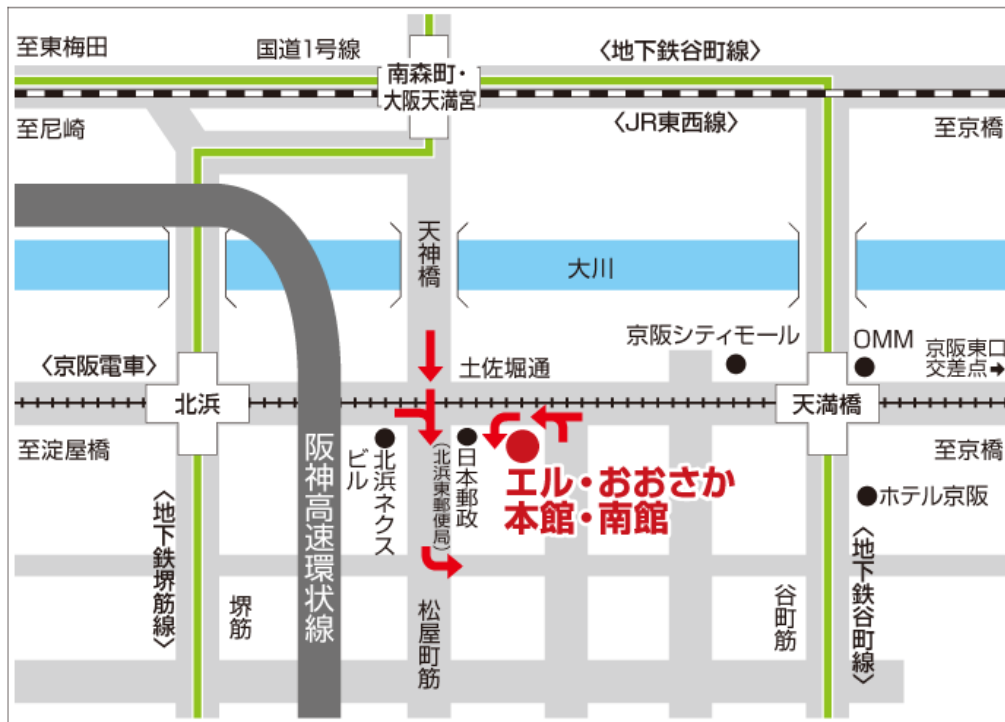 至東梅田
国道1号線
〈地下鉄谷町線〉
南森町・
大阪天満宮
至尼崎
〈JR東西線〉
至京橋
天神橋
大川
京阪シティモール
OMM
〈京阪電車〉
土佐堀通
京阪東口
交差点➡
北浜
天満橋
至淀屋橋
阪神高速環状線
北浜ネクス
ビル
(北浜東郵便局)
日本郵政
エル・おおさか
本館・南館
至京橋
ホテル京阪
〈地下鉄堺筋線〉
堺筋
松屋町筋
谷町筋
〈地下鉄谷町線〉